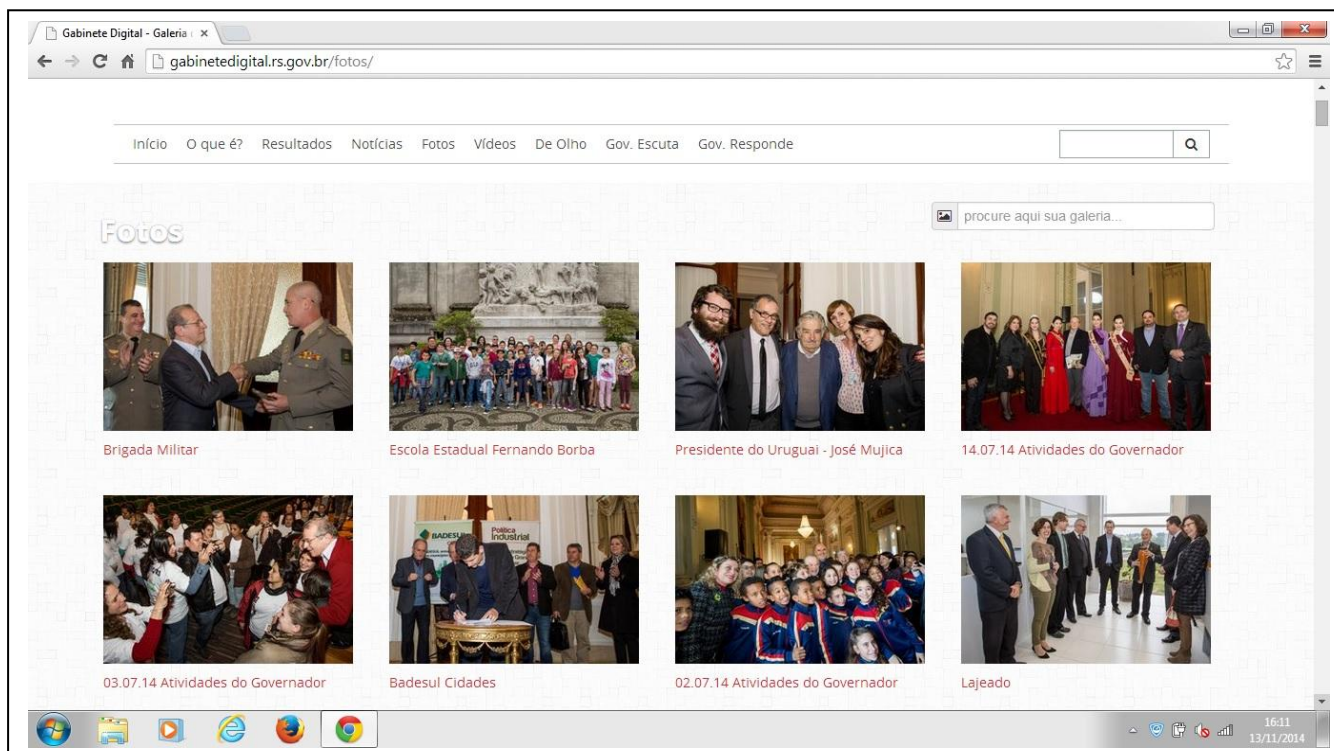 Gabinete Digital - Galeria
gabinetedigital.rs.gov.br/fotos/
Início O que é? Resultados Notícias Fotos Vídeos De Olho Gov. Escuta Gov. Responde
procure aqui sua galeria...
Fotos
Brigada Militar Escola Estadual Fernando Borba Presidente do Uruguai - José Mujica 14.07.14 Atividades do Governador
BADESUL Política Industrial
03.07.14 Atividades do Governador Badesul Cidades 02.07.14 Atividades do Governador Lajeado
16:11
13/11/2014